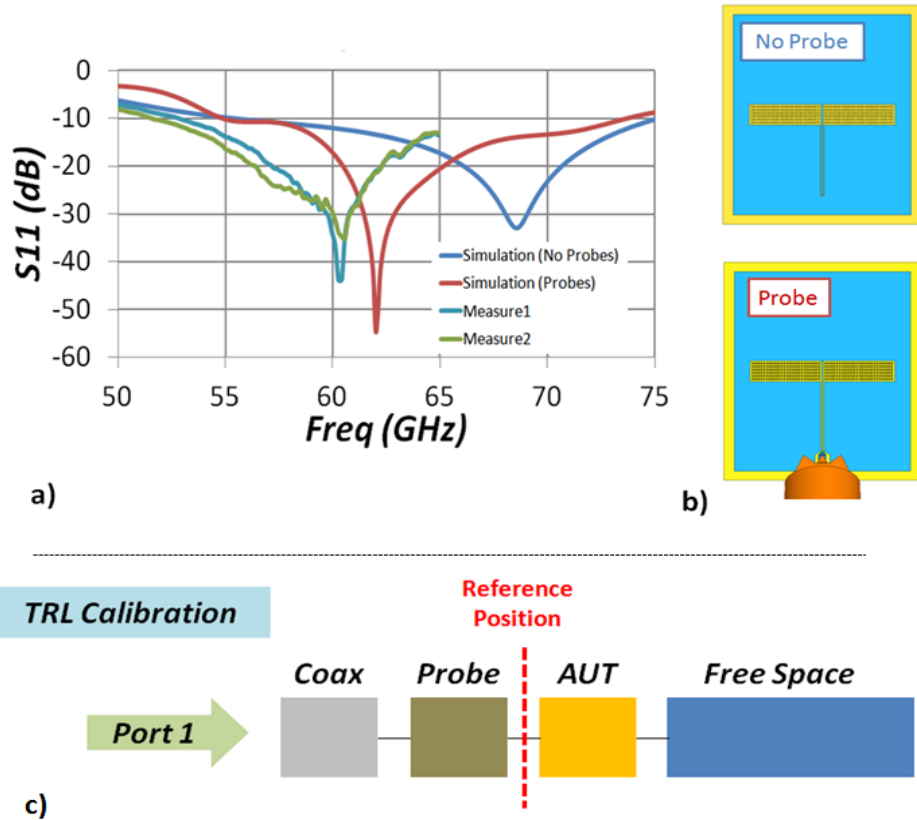 0
-10
-20
-30
-40
-50
-60
S11 (dB)
50
55
60
65
70
75
Freq (GHz)
Simulation (No Probes)
Simulation (Probes)
Measure1
Measure2
a)
No Probe
Probe
b)
TRL Calibration
Reference
Position
Coax
Probe
AUT
Free Space
Port 1
c)